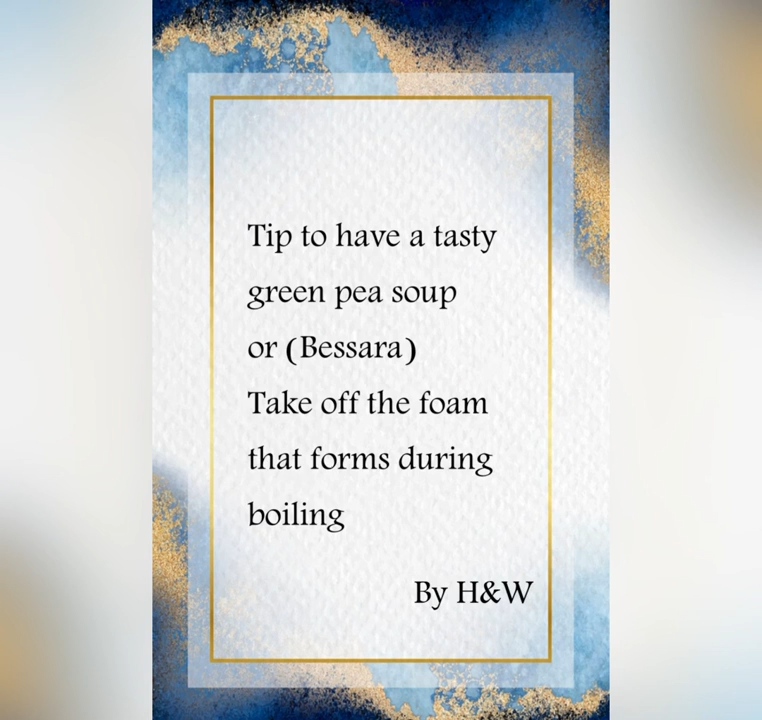 Tip to have a tasty
green pea soup
or (Bessara)
Take off the foam
that forms during
boiling
By H&W